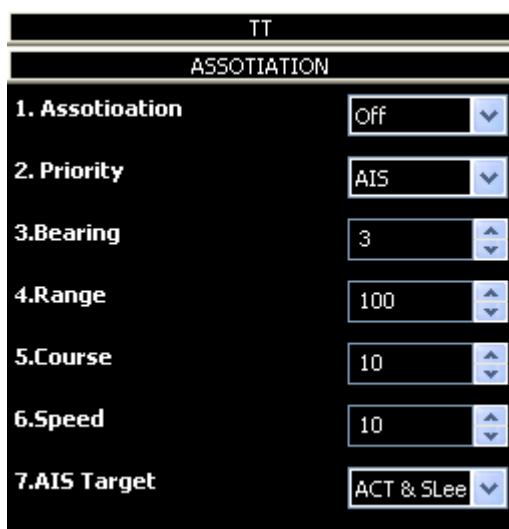 TT
ASSOTIATION
1. Assotioation Off
2. Priority AIS
3.Bearing 3
4.Range 100
5.Course 10
6.Speed 10
7.AIS Target ACT & SLee